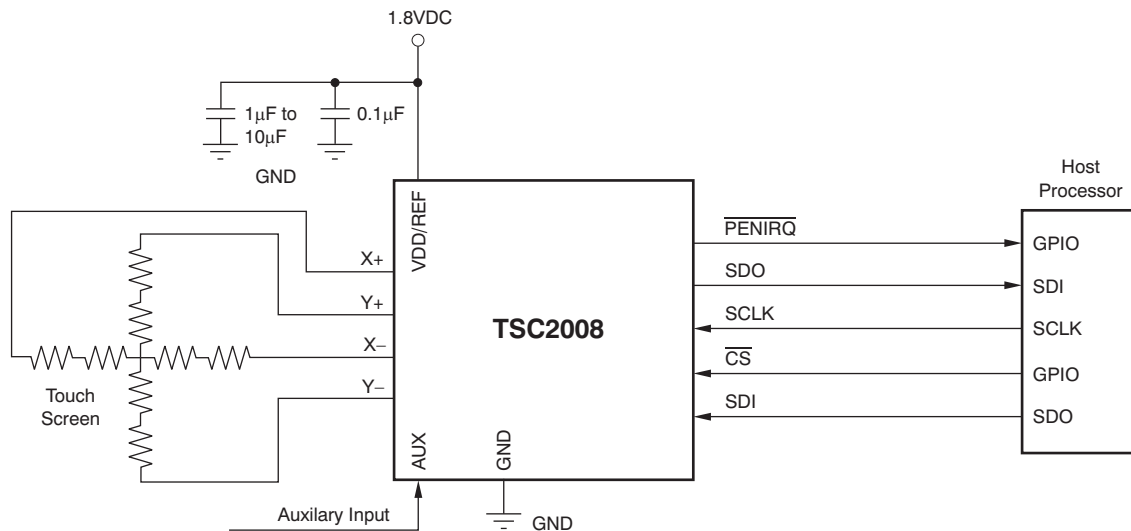 1.8VDC
1μF to
10μF
0.1μF
GND
Host
Processor
VDD/REF
PENIRQ
GPIO
X+
SDO
SDI
Y+
TSC2008
SCLK
SCLK
X−
CS
GPIO
Touch
Screen
Y−
SDI
SDO
AUX
GND
Auxilary Input
GND